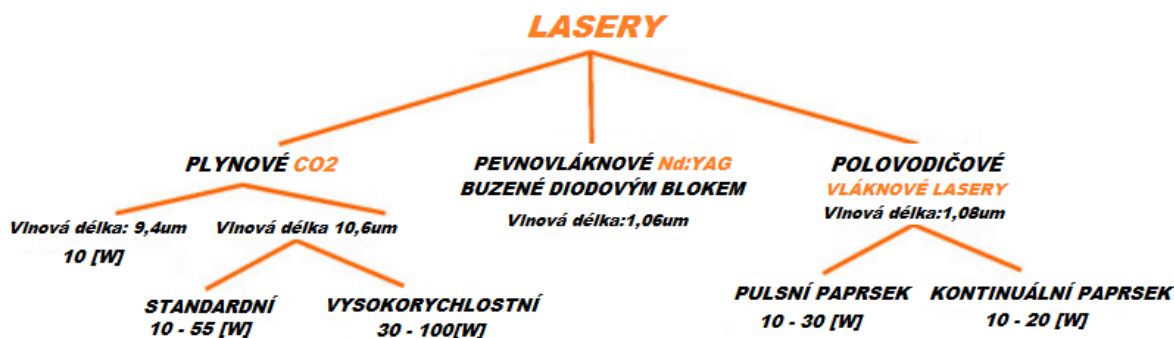 LASERY
PLYNOVÉ CO2
Vlnová délka: 9,4um
10 [W]
Vlnová délka 10,6um
STANDARDNÍ
10 - 55 [W]
VYSOKORYCHLOSTNÍ
30 - 100[W]
PEVNOVLÁKNOVÉ Nd:YAG
BUZENÉ DIODOVÝM BLOKEM
Vlnová délka:1,06um
POLOVODIČOVÉ
VLÁKNOVÉ LASERY
Vlnová délka:1,08um
PULSNÍ PAPRSEK
10 - 30 [W]
KONTINUÁLNÍ PAPRSEK
10 - 20 [W]